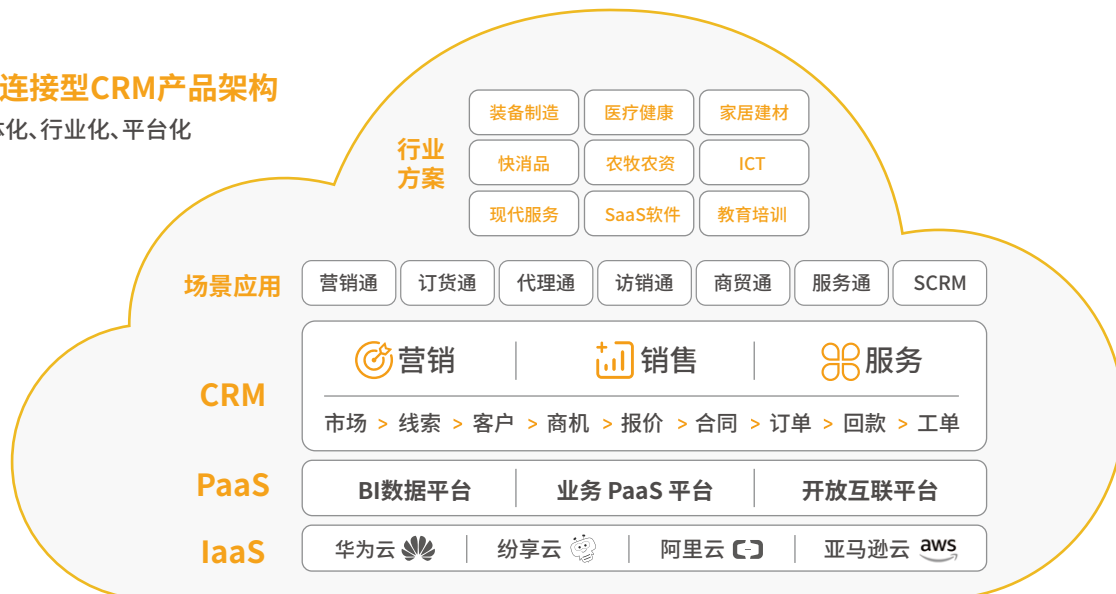 连接型CRM产品架构
体化、行业化、平台化
行业
方案
装备制造 医疗健康 家居建材
快消品 农牧农资 ICT
现代服务 SaaS软件 教育培训
场景应用 营销通 订货通 代理通 访销通 商贸通 服务通 SCRM
CRM
营销 销售 服务
市场 > 线索 > 客户 > 商机 > 报价 > 合同 > 订单 > 回款 > 工单
PaaS BI数据平台 业务 PaaS 平台 开放互联平台
IaaS 华为云 纷享云 阿里云 亚马逊云 aws